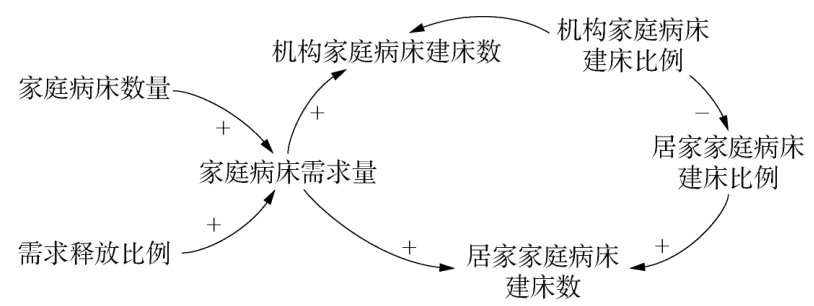 机构家庭病床建床数
机构家庭病床
建床比例
家庭病床数量
+
+
−
家庭病床需求量
居家家庭病床
建床比例
+
需求释放比例
+
居家家庭病床
建床数
+